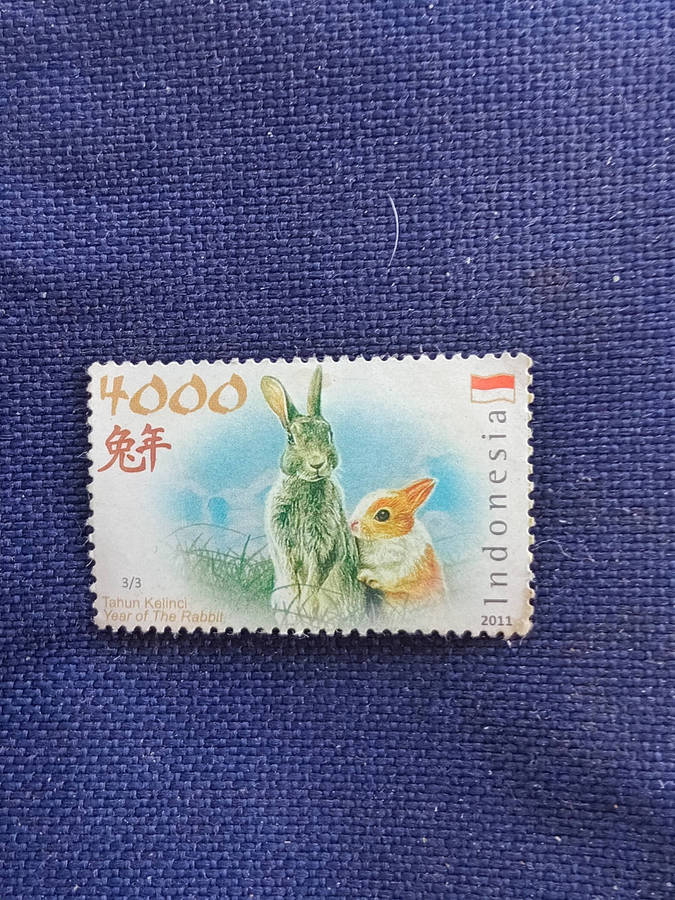 4000
兔年
3/3
Tahun Kelinci
Year of The Rabbit
Indonesia
2011